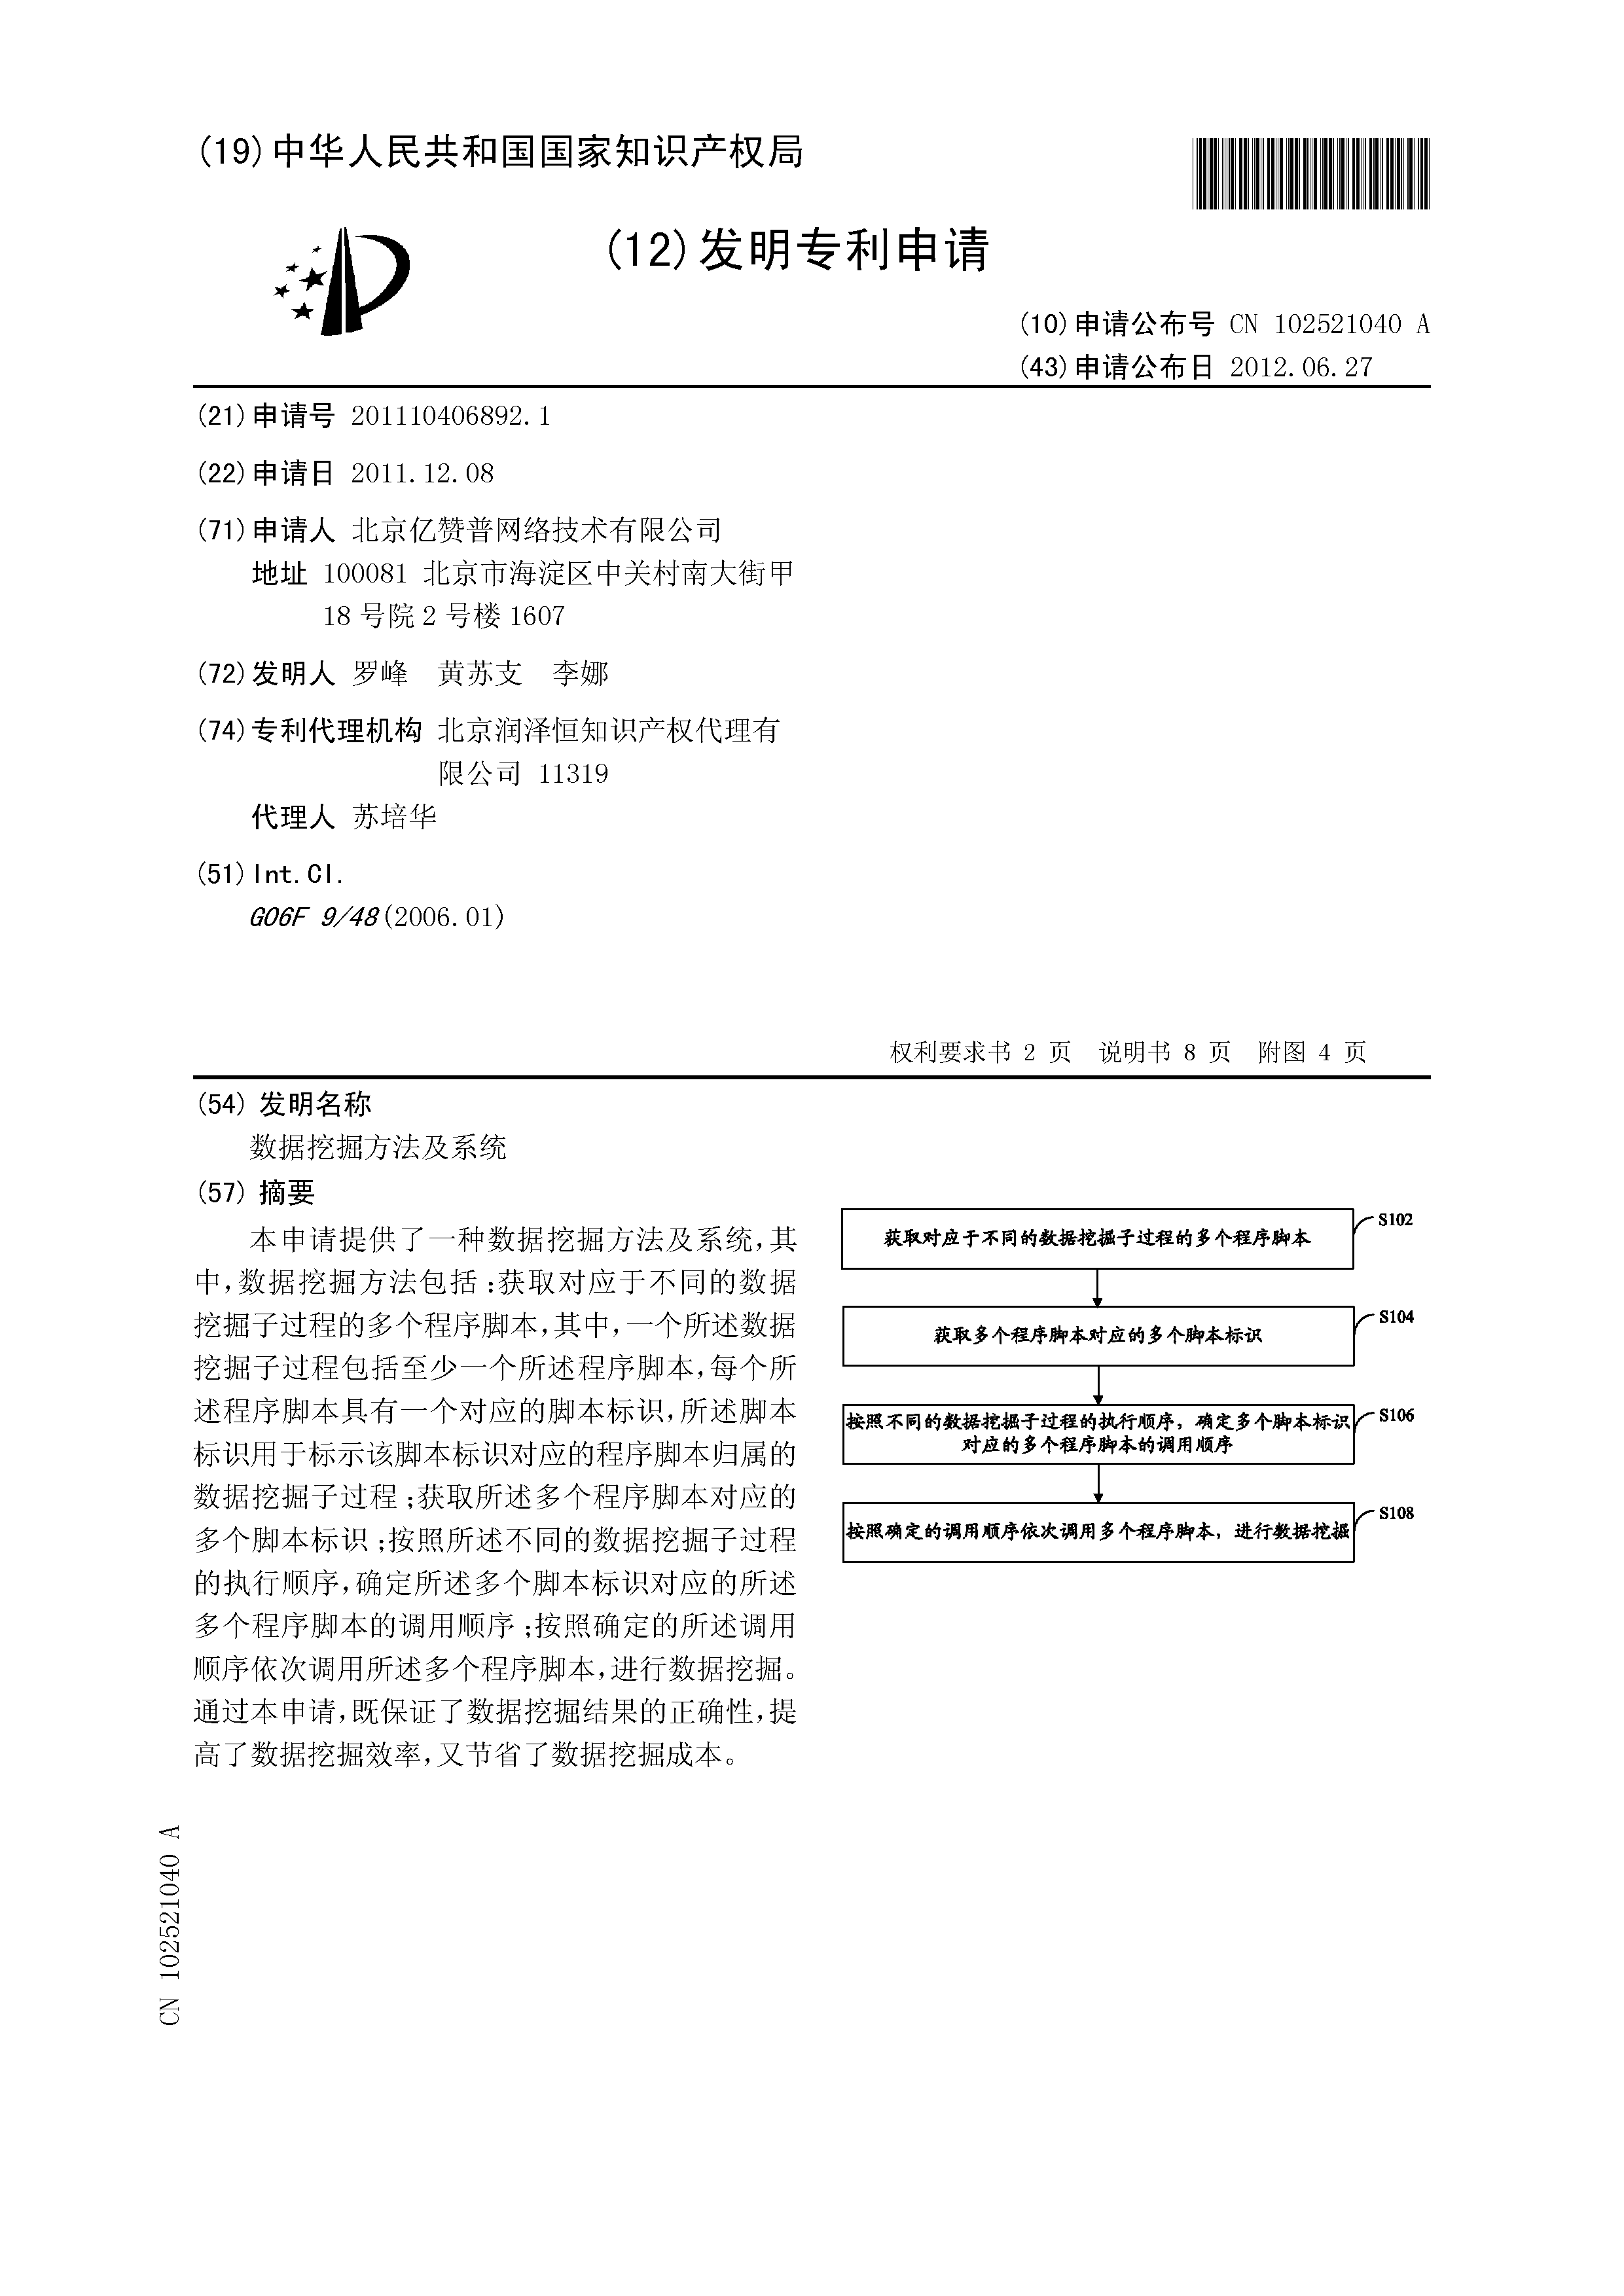 (19)中华人民共和国国家知识产权局
(12)发明专利申请
(10)申请公布号 CN 102521040 A
(43)申请公布日 2012.06.27
(21)申请号 201110406892.1
(22)申请日 2011.12.08
(71)申请人 北京亿赞普网络技术有限公司
地址 100081 北京市海淀区中关村南大街甲
18号院2号楼1607
(72)发明人 罗峰 黄苏支 李娜
(74)专利代理机构 北京润泽恒知识产权代理有
限公司 11319
代理人 苏培华
(51)Int.Cl.
G06F 9/48(2006.01)
权利要求书 2 页 说明书 8 页 附图 4 页
(54) 发明名称
数据挖掘方法及系统
(57) 摘要
本申请提供了一种数据挖掘方法及系统,其
中,数据挖掘方法包括:获取对应于不同的数据
挖掘子过程的多个程序脚本,其中,一个所述数据
挖掘子过程包括至少一个所述程序脚本,每个所
述程序脚本具有一个对应的脚本标识,所述脚本
标识用于标示该脚本标识对应的程序脚本归属的
数据挖掘子过程;获取所述多个程序脚本对应的
多个脚本标识;按照所述不同的数据挖掘子过程
的执行顺序,确定所述多个脚本标识对应的所述
多个程序脚本的调用顺序;按照确定的所述调用
顺序依次调用所述多个程序脚本,进行数据挖掘。
通过本申请,既保证了数据挖掘结果的正确性,提
高了数据挖掘效率,又节省了数据挖掘成本。
获取对应于不同的数据挖掘子过程的多个程序脚本
S102
获取多个程序脚本对应的多个脚本标识
S104
按照不同的数据挖掘子过程的执行顺序，确定多个脚本标识
对应的多个程序脚本的调用顺序
S106
按照确定的调用顺序依次调用多个程序脚本，进行数据挖掘
S108
CN 102521040 A